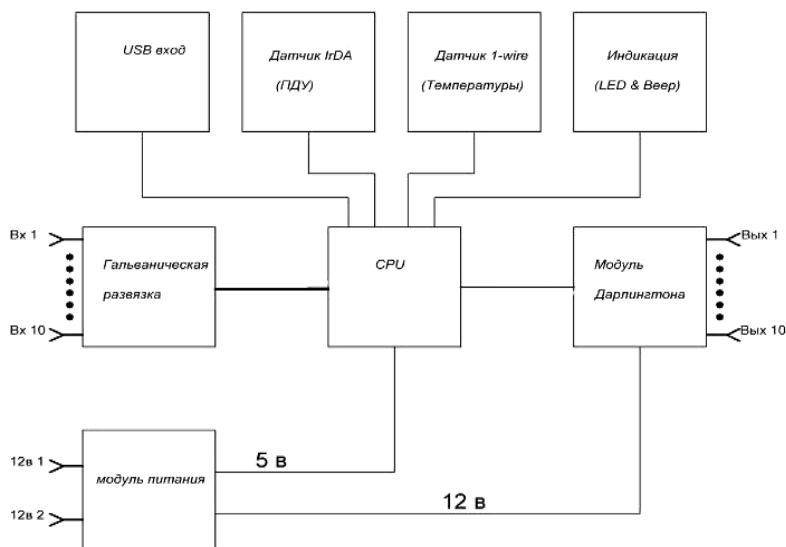 USB вход
Датчик IrDA
(ПДУ)
Датчик 1-wire
(Температуры)
Индикация
(LED & Beep)
Вх 1
Гальваническая
развязка
Вх 10
CPU
Модуль
Дарлингтона
Вых 1
Вых 10
12в 1
модуль питания
12в 2
5 в
12 в